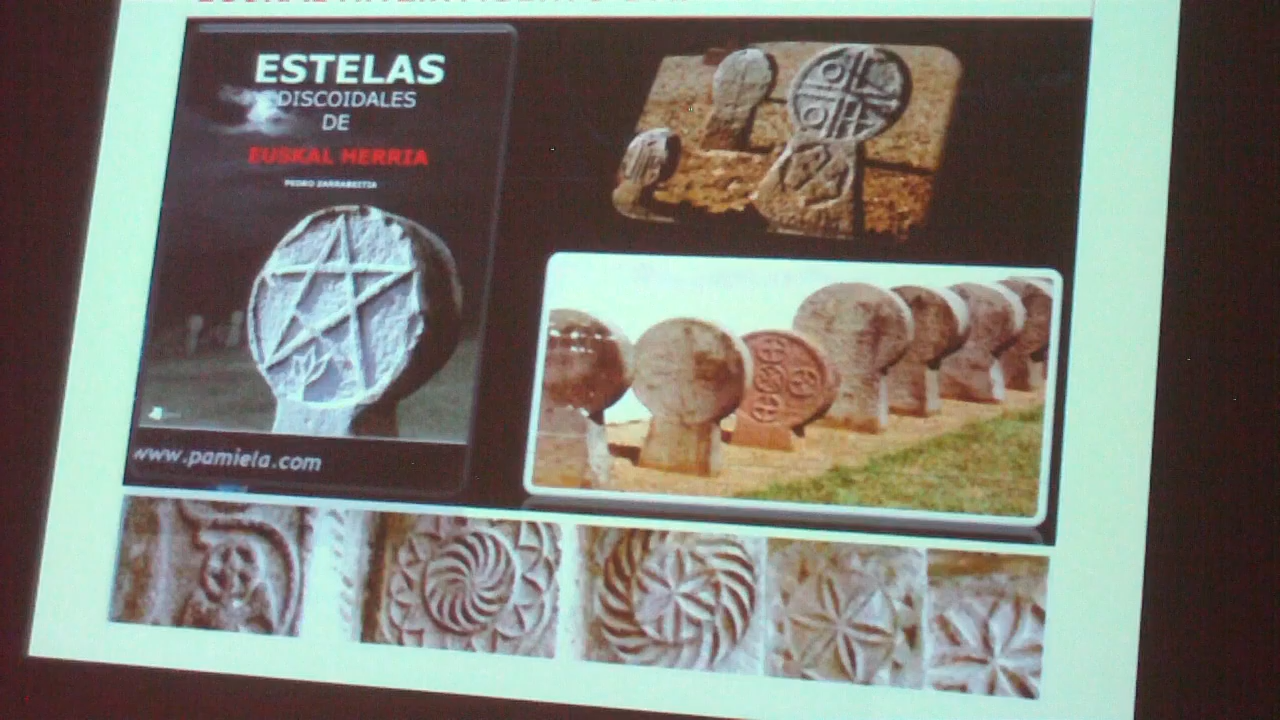 ESTELAS
DISCOIDALES
DE
EUSKAL HERRIA
PEDRO ZARRABEITIA
www.pamiela.com